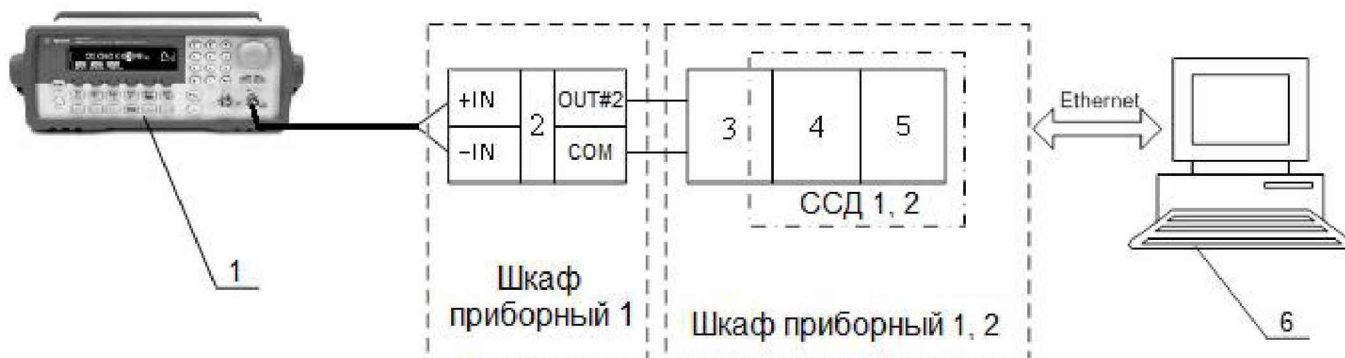 +IN
−IN
2
OUT#2
COM
3
4
5
ССД 1, 2
Ethernet
1
Шкаф
приборный 1
Шкаф приборный 1, 2
6